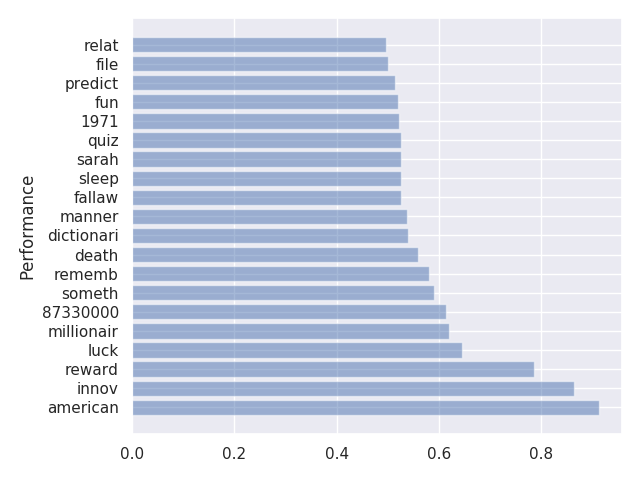 relat
file
predict
fun
1971
quiz
sarah
sleep
fallaw
manner
dictionari
death
rememb
someth
87330000
millionair
luck
reward
innov
american
Performance
0.0 0.2 0.4 0.6 0.8